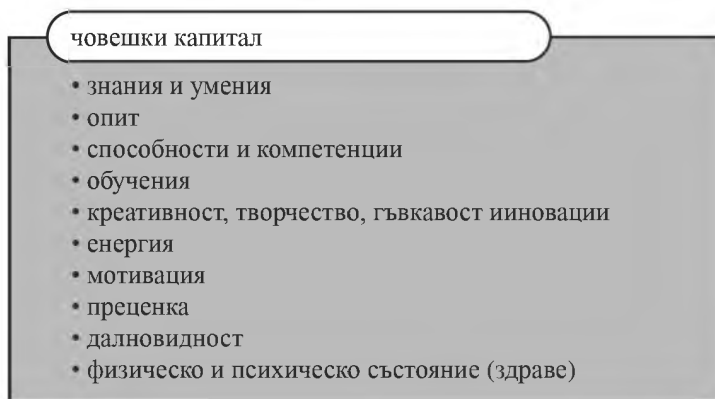 човешки капитал
• знания и умения
• опит
• способности и компетенции
• обучения
• креативност, творчество, гъвкавост ииновации
• енергия
• мотивация
• преценка
• далновидност
• физическо и психическо състояние (здраве)